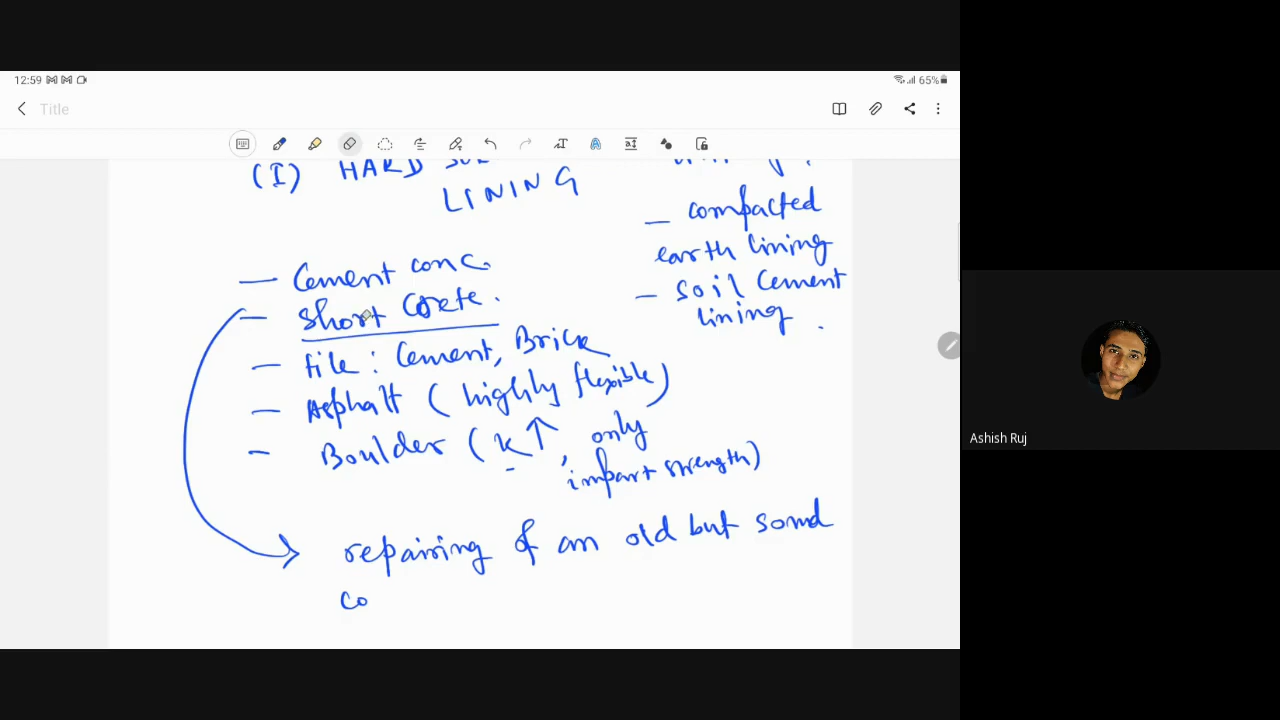 12:59
65%
Title
(I) HARD
LINING
— compacted
earth lining
— soil cement
lining .
— Cement conc.
— Short Crete .
— tile : Cement, Brick
— Asphalt ( highly flexible )
— Boulder ( k ↑ , only
impart strength )
repairing of an old but sound
co
Ashish Ruj